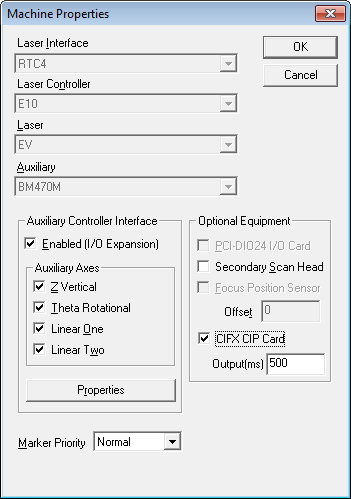 Machine Properties
Laser Interface
RTC4
OK
Laser Controller
Cancel
E10
Laser
EV
Auxiliary
BM470M
Auxiliary Controller Interface
Enabled (I/O Expansion)
Auxiliary Axes
Z Vertical
Theta Rotational
Linear One
Linear Two
Properties
Optional Equipment
PCI-DIO24 I/O Card
Secondary Scan Head
Focus Position Sensor
Offset 0
CIFX CIP Card
Output(ms) 500
Marker Priority Normal